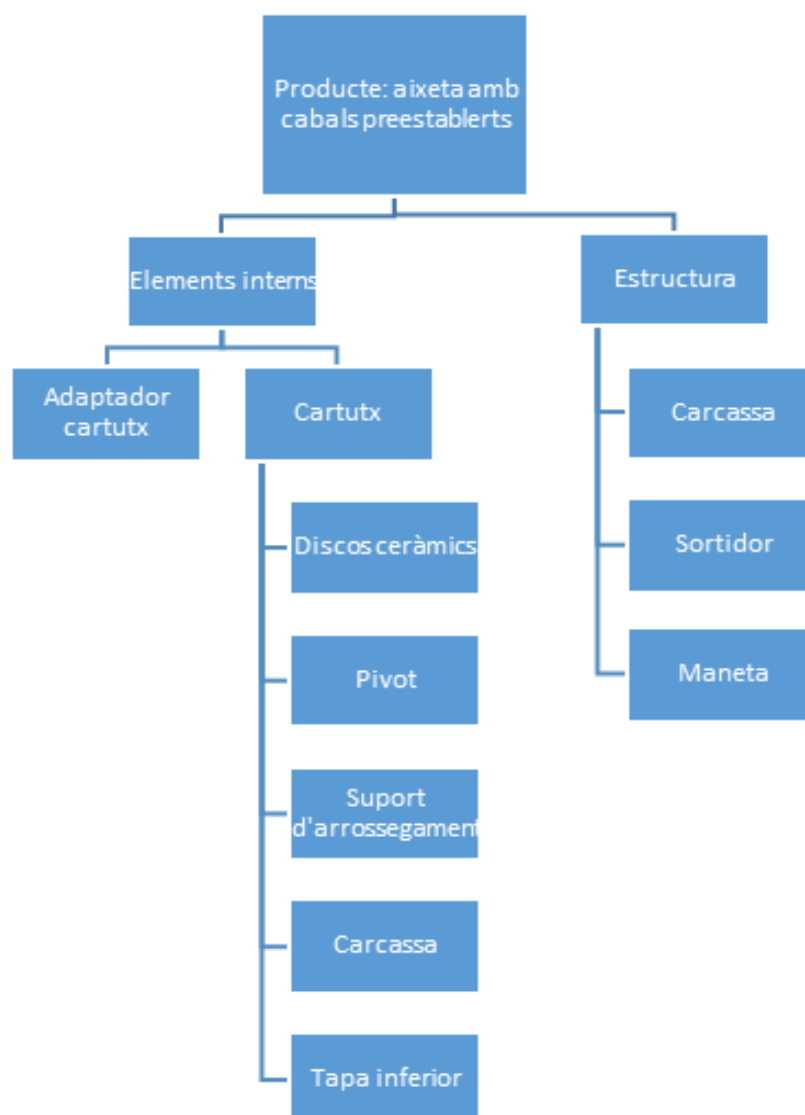 Producte: aixeta amb
cabals preestablerts
Elements interns
Estructura
Adaptador
cartutx
Cartutx
Carcassa
Discos ceràmics
Sortidor
Pivot
Maneta
Suport
d'arrossegament
Carcassa
Tapa inferior